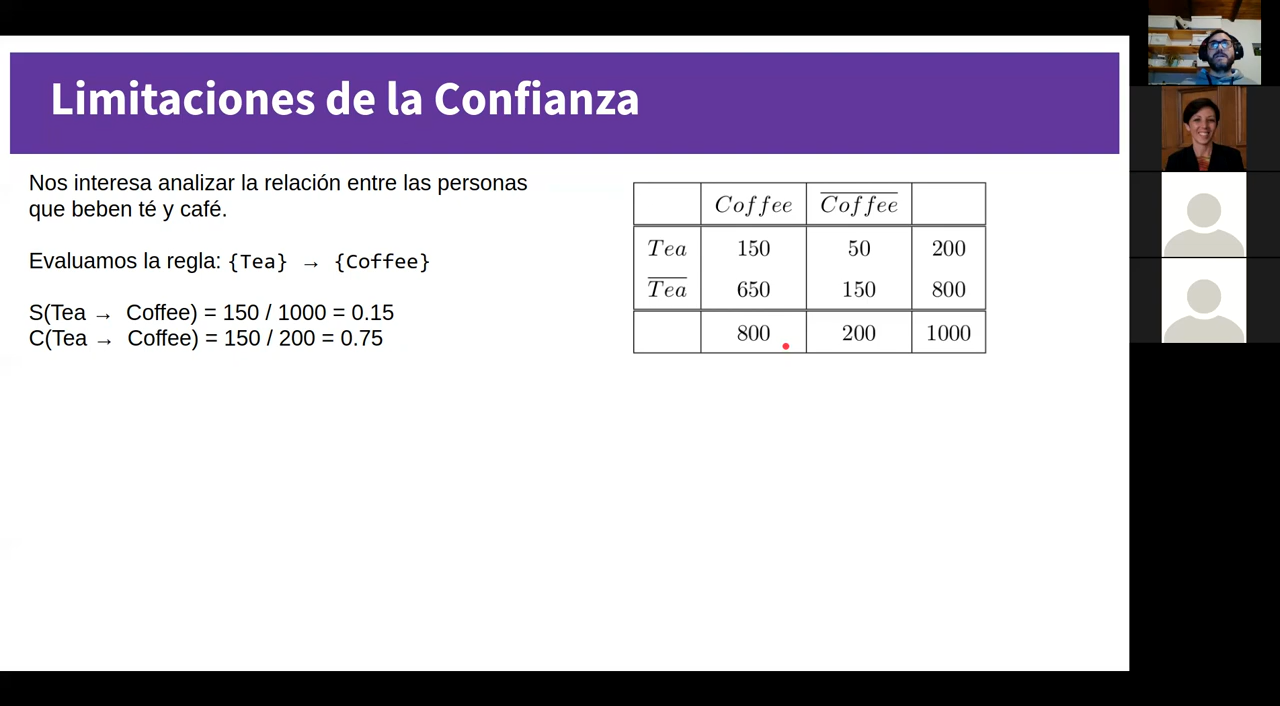 Limitaciones de la Confianza
Nos interesa analizar la relación entre las personas
que beben té y café.
Evaluamos la regla: {Tea} → {Coffee}
S(Tea → Coffee) = 150 / 1000 = 0.15
C(Tea → Coffee) = 150 / 200 = 0.75
Coffee C̅o̅f̅f̅e̅e̅
Tea 150 50 200
T̅e̅a̅ 650 150 800
800 200 1000